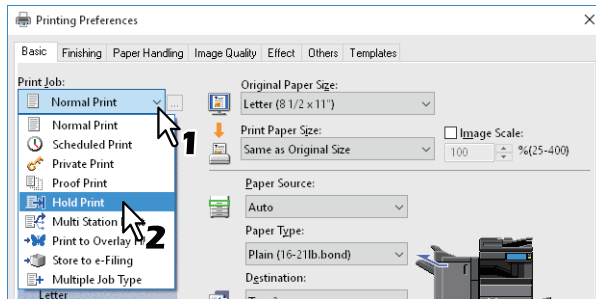 Printing Preferences
Basic Finishing Paper Handling Image Quality Effect Others Templates
Print Job:
Normal Print ...
Normal Print
Scheduled Print
Private Print
Proof Print
Hold Print
Multi Station
Print to Overlay
Store to e-Filing
Multiple Job Type
Letter
1
2
Original Paper Size:
Letter (8 1/2 x 11")
Print Paper Size:
Same as Original Size
Image Scale:
100 %(25-400)
Paper Source:
Auto
Paper Type:
Plain (16-21lb.bond)
Destination: